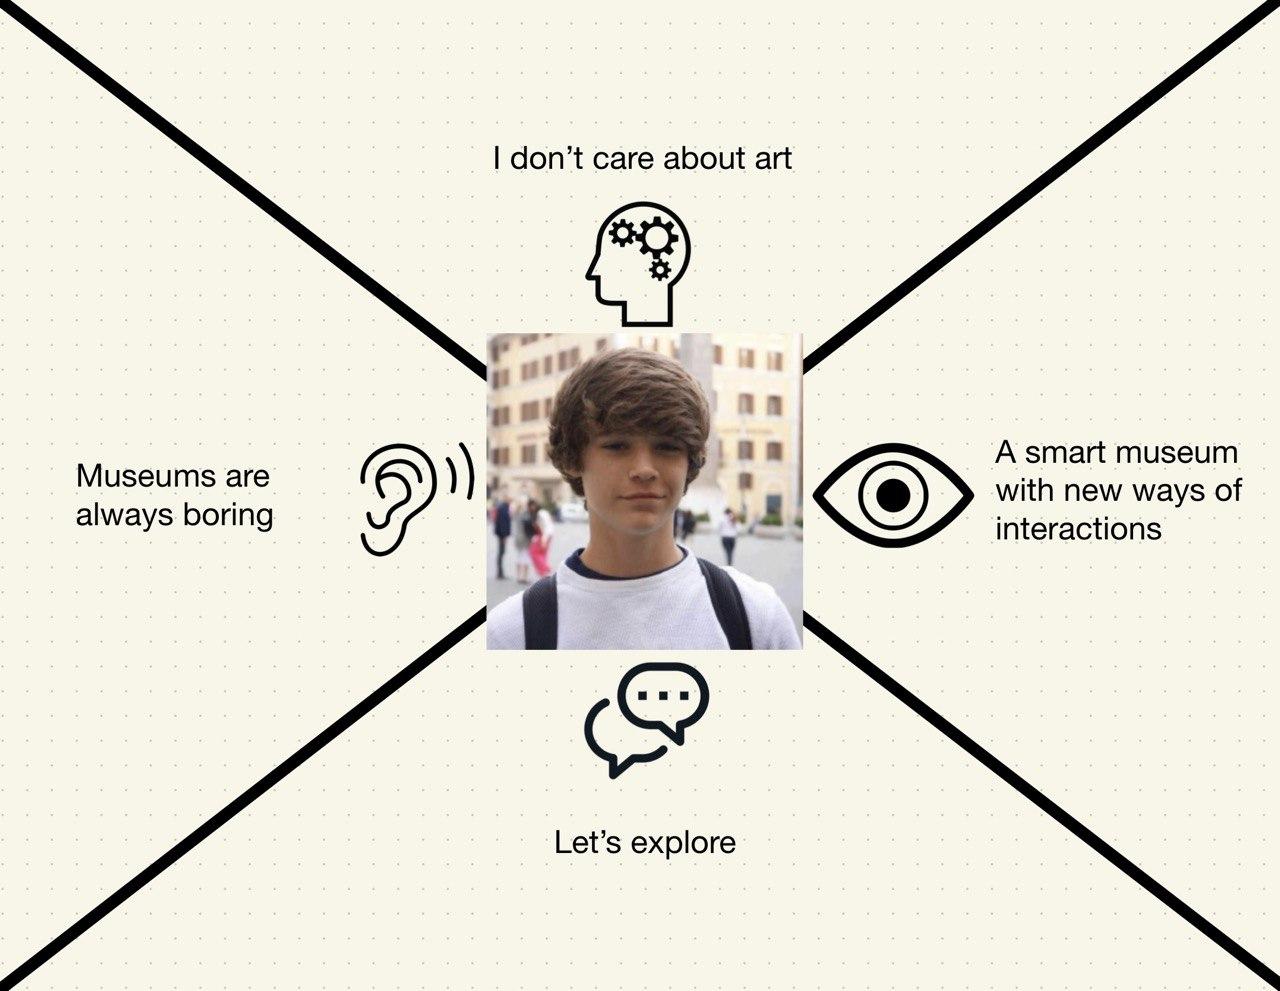 I don’t care about art
Museums are
always boring
A smart museum
with new ways of
interactions
Let’s explore